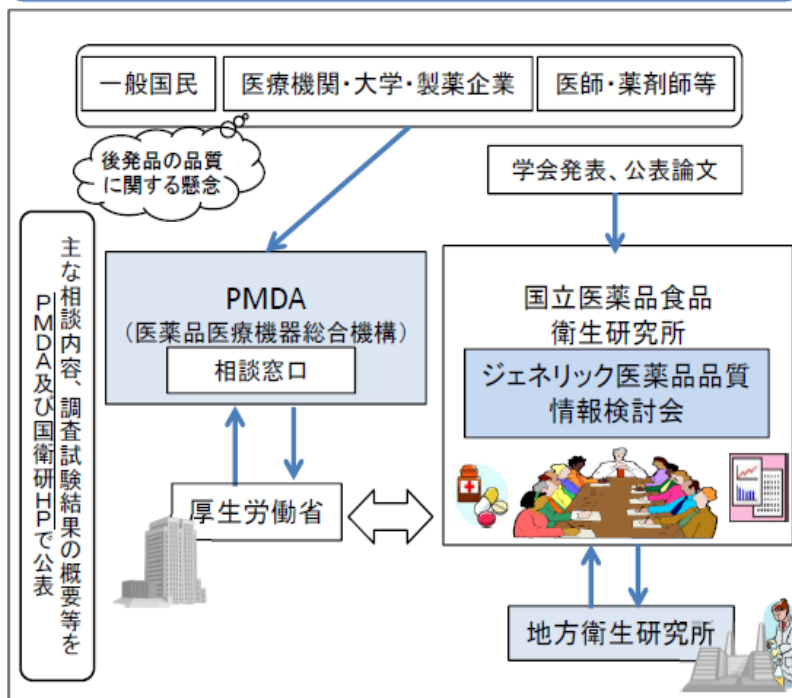 一般国民
医療機関・大学・製薬企業
医師・薬剤師等
後発品の品質
に関する懸念
学会発表、公表論文
主な相談内容、調査試験結果の概要等を
PMDA及び国衛研HPで公表
PMDA
（医薬品医療機器総合機構）
相談窓口
国立医薬品食品
衛生研究所
ジェネリック医薬品品質
情報検討会
厚生労働省
地方衛生研究所